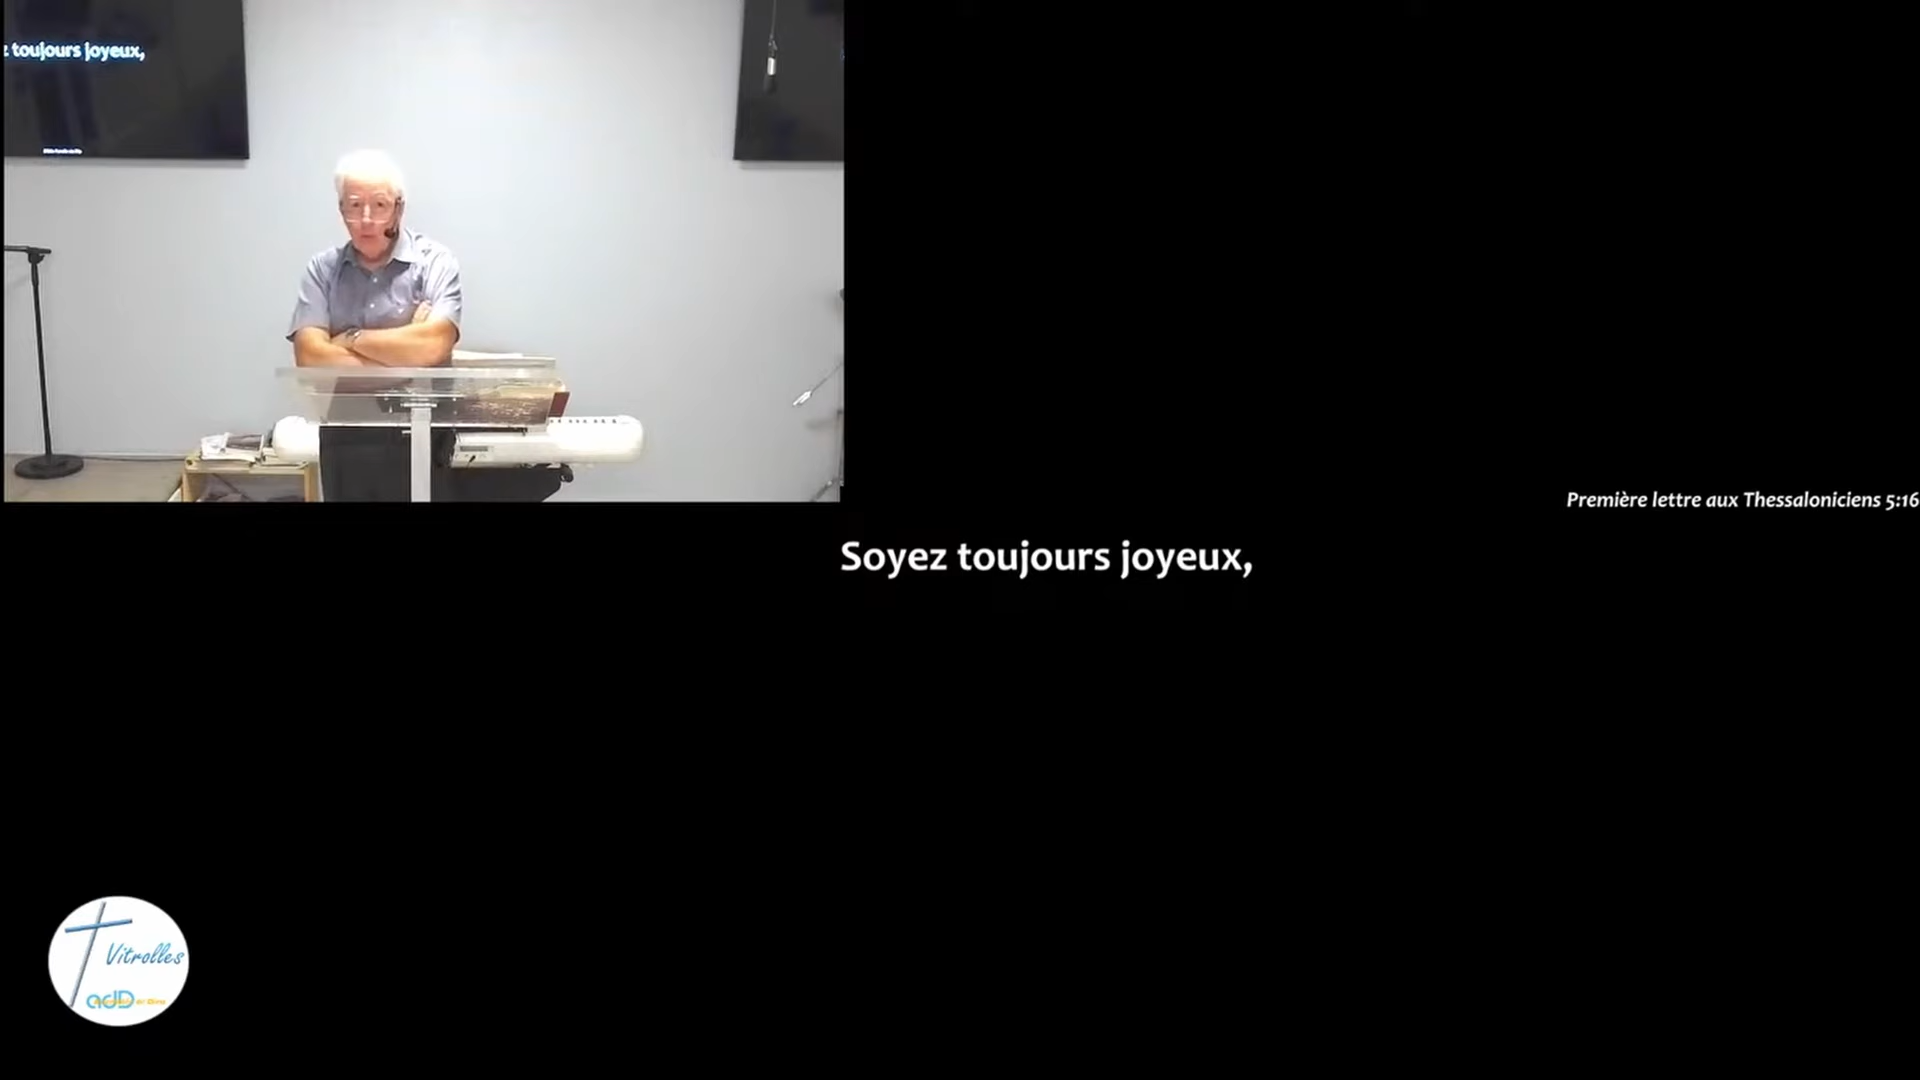 toujours joyeux,
Première lettre aux Thessaloniciens 5:16
Soyez toujours joyeux,
Vitrolles
adD